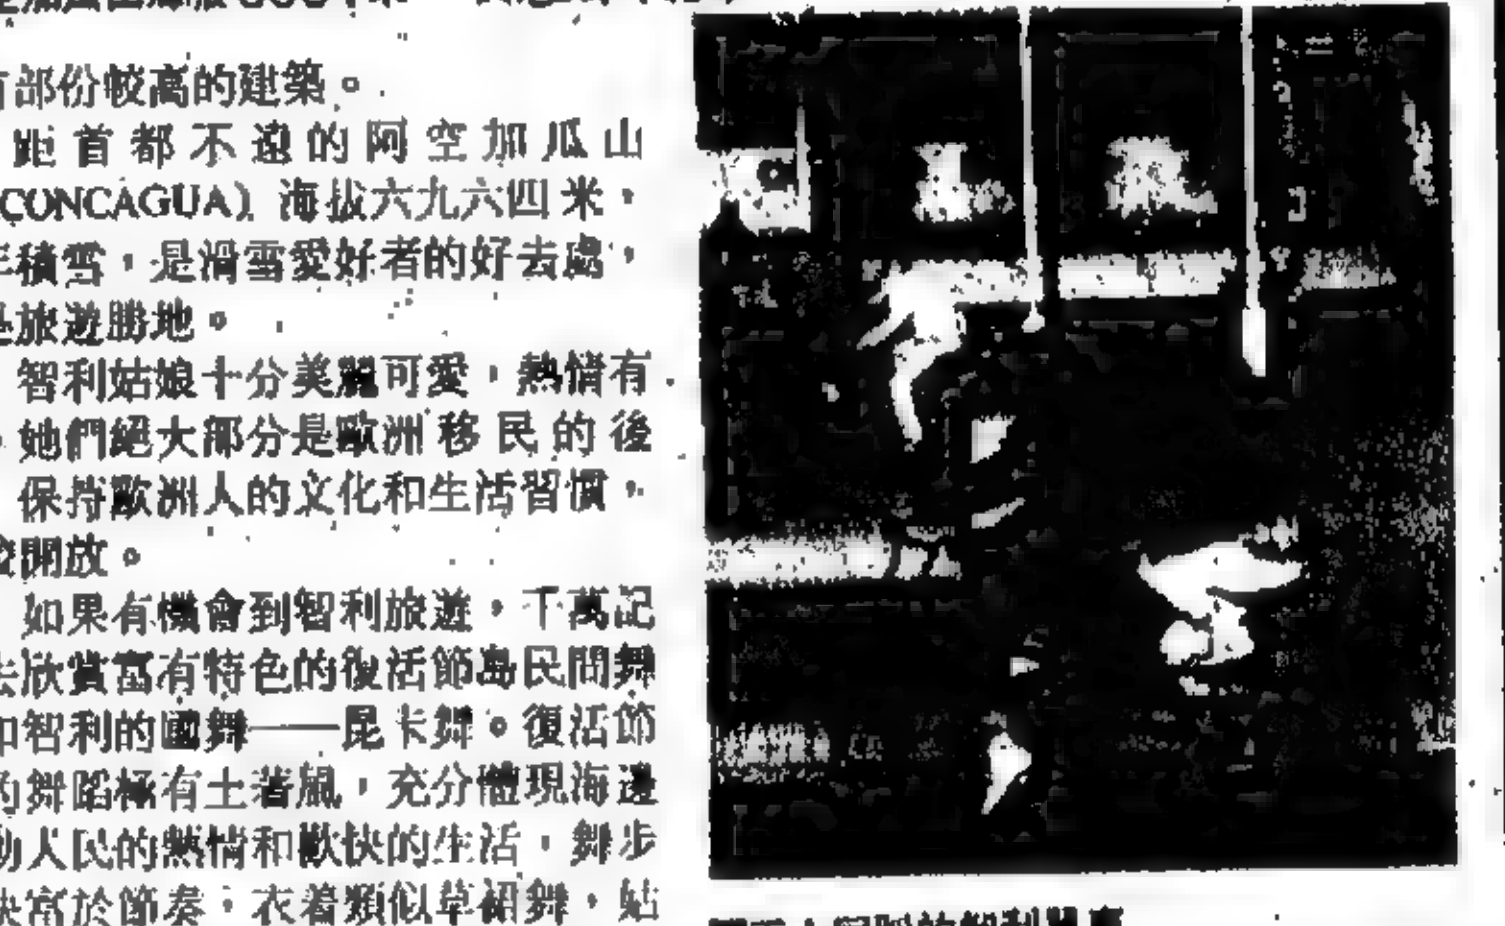 部份較高的建築。
距首都不遠的阿空加瓜山
CONCAGUA）海拔六九六四米，
積雪，是滑雪愛好者的好去處，
是旅遊勝地。
智利姑娘十分美麗可愛，熱情有
她們絕大部分是歐洲移民的後
保持歐洲人的文化和生活習慣，
開放。
如果有機會到智利旅遊，千萬記
去欣賞富有特色的復活節島民間舞
和智利的國舞——昆卡舞。復活節
的舞蹈極有土著風，充分體現海邊
勤人民的熱情和歡快的生活，舞步
快富於節奏，衣着類似草裙舞，姑